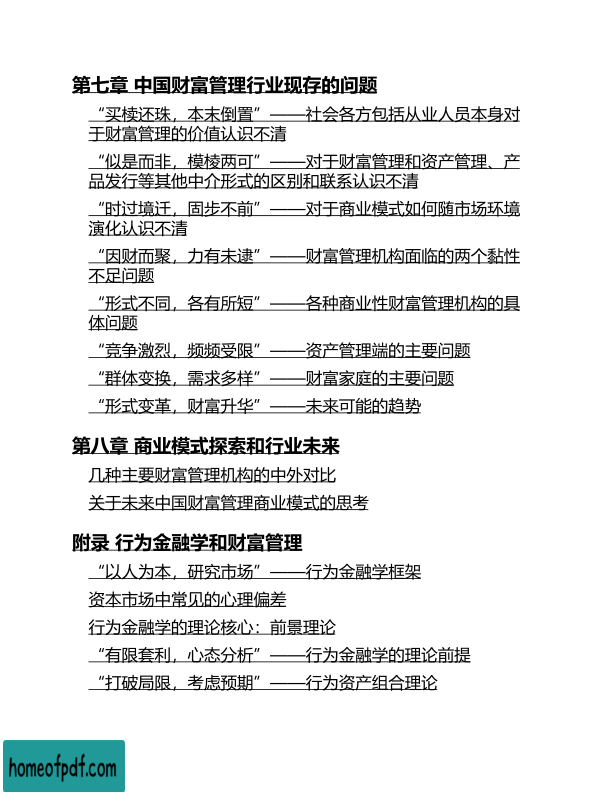 第七章 中国财富管理行业现存的问题
“买椟还珠，本末倒置”——社会各方包括从业人员本身对
于财富管理的价值认识不清
“似是而非，模棱两可”——对于财富管理和资产管理、产
品发行等其他中介形式的区别和联系认识不清
“时过境迁，固步不前”——对于商业模式如何随市场环境
演化认识不清
“因财而聚，力有未逮”——财富管理机构面临的两个黏性
不足问题
“形式不同，各有所短”——各种商业性财富管理机构的具
体问题
“竞争激烈，频频受限”——资产管理端的主要问题
“群体变换，需求多样”——财富家庭的主要问题
“形式变革，财富升华”——未来可能的趋势
第八章 商业模式探索和行业未来
几种主要财富管理机构的中外对比
关于未来中国财富管理商业模式的思考
附录 行为金融学和财富管理
“以人为本，研究市场”——行为金融学框架
资本市场中常见的心理偏差
行为金融学的理论核心：前景理论
“有限套利，心态分析”——行为金融学的理论前提
“打破局限，考虑预期”——行为资产组合理论
homeofpdf.com